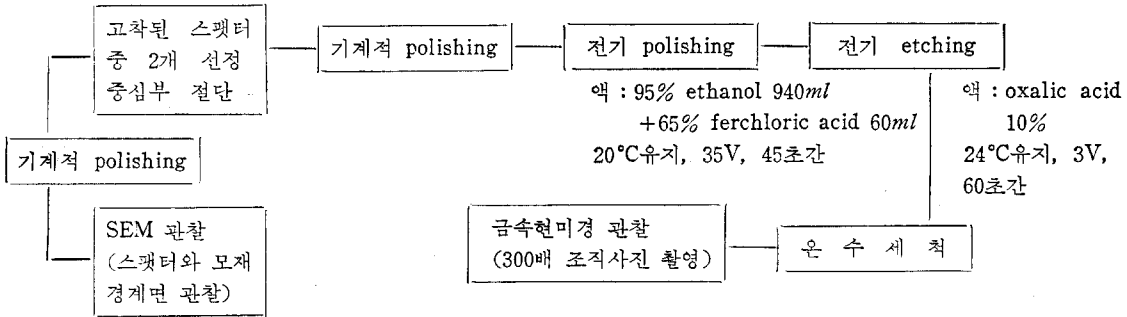 고착된 스팻터
중 2개 선정
중심부 절단
기계적 polishing
전기 polishing
전기 etching
액 : 95% ethanol 940ml
+65% ferchloric acid 60ml
20°C유지, 35V, 45초간
액 : oxalic acid
10%
24°C유지, 3V,
60초간
기계적 polishing
SEM 관찰
(스팻터와 모재
경계면 관찰)
금속현미경 관찰
(300배 조직사진 촬영)
온 수 세 척